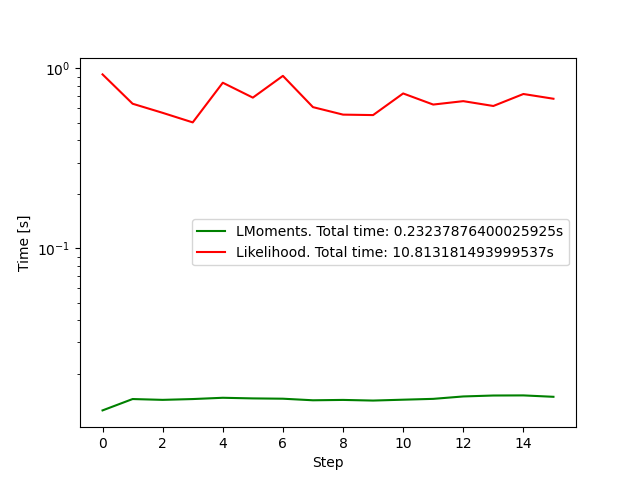 10⁰
10⁻¹
Time [s]
LMoments. Total time: 0.23237876400025925s
Likelihood. Total time: 10.813181493999537s
0 2 4 6 8 10 12 14
Step